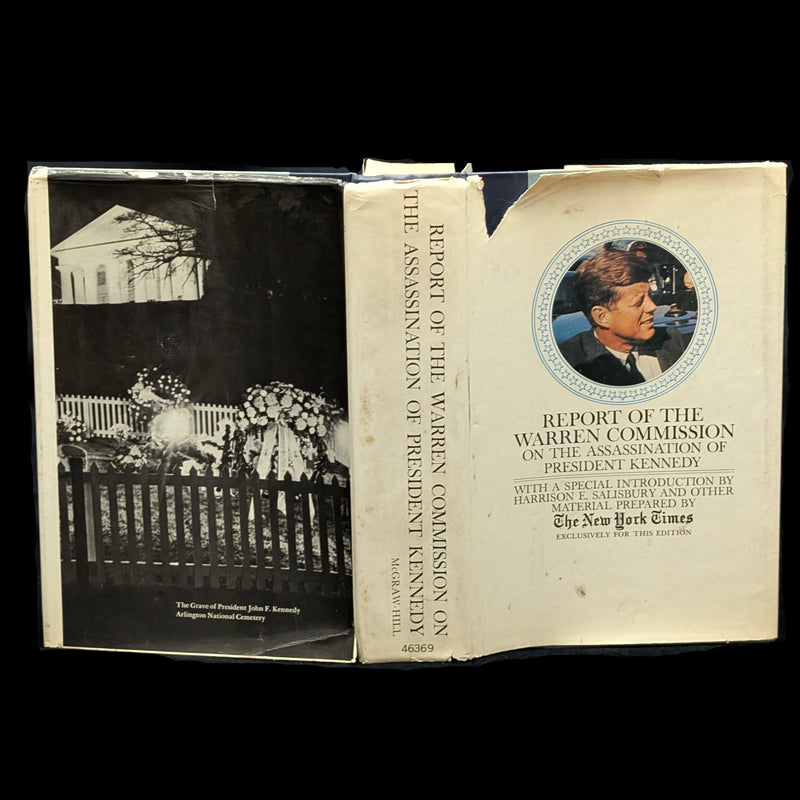 The Grave of President John F. Kennedy
Arlington National Cemetery
REPORT OF THE WARREN COMMISSION ON
THE ASSASSINATION OF PRESIDENT KENNEDY
McGRAW-HILL
46369
REPORT OF THE
WARREN COMMISSION
ON THE ASSASSINATION OF
PRESIDENT KENNEDY
WITH A SPECIAL INTRODUCTION BY
HARRISON E. SALISBURY AND OTHER
MATERIAL PREPARED BY
The New York Times
EXCLUSIVELY FOR THIS EDITION